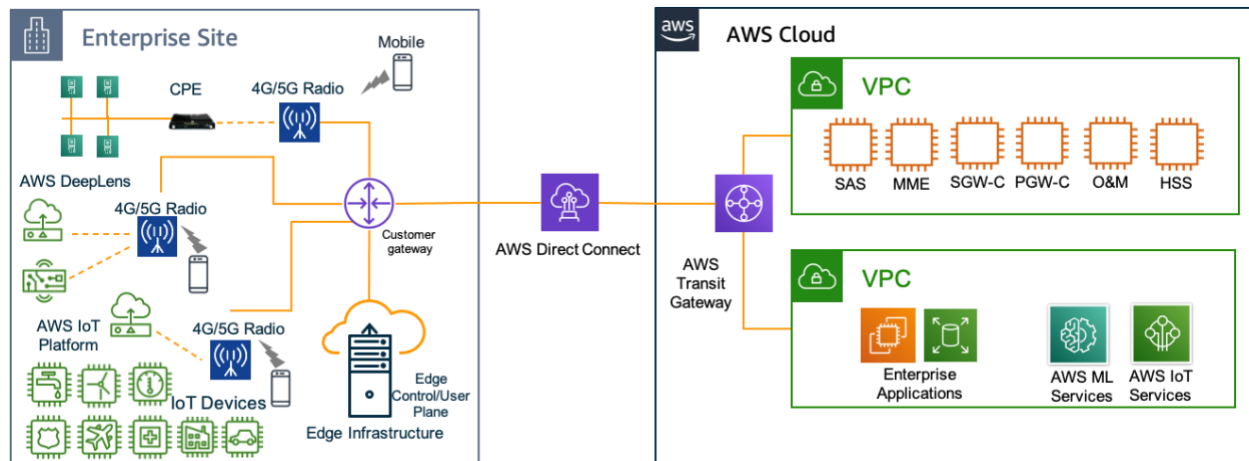 Enterprise Site
Mobile
CPE
4G/5G Radio
AWS DeepLens
4G/5G Radio
Customer
gateway
AWS IoT
Platform
4G/5G Radio
IoT Devices
Edge
Control/User
Plane
Edge Infrastructure
AWS Direct Connect
aws
AWS Cloud
AWS
Transit
Gateway
VPC
SAS
MME
SGW-C
PGW-C
O&M
HSS
VPC
Enterprise
Applications
AWS ML
Services
AWS IoT
Services